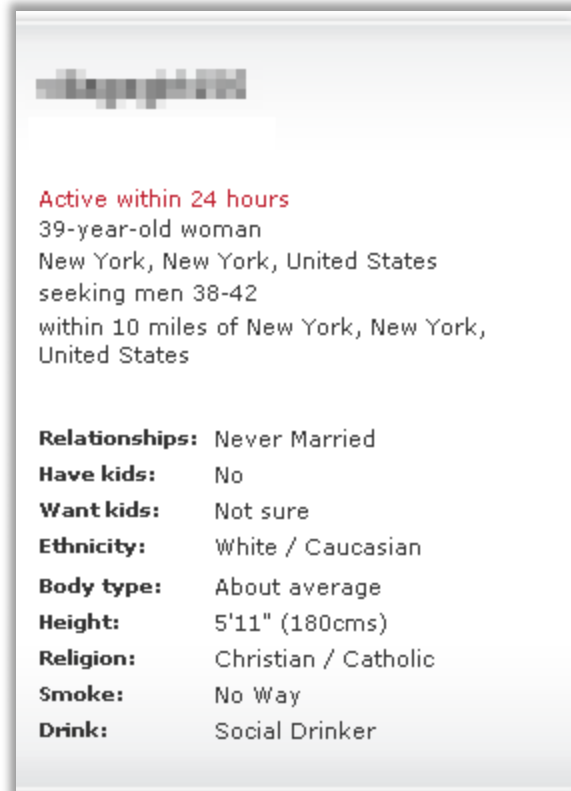 Active within 24 hours
39-year-old woman
New York, New York, United States
seeking men 38-42
within 10 miles of New York, New York,
United States
Relationships: Never Married
Have kids: No
Want kids: Not sure
Ethnicity: White / Caucasian
Body type: About average
Height: 5'11" (180cms)
Religion: Christian / Catholic
Smoke: No Way
Drink: Social Drinker